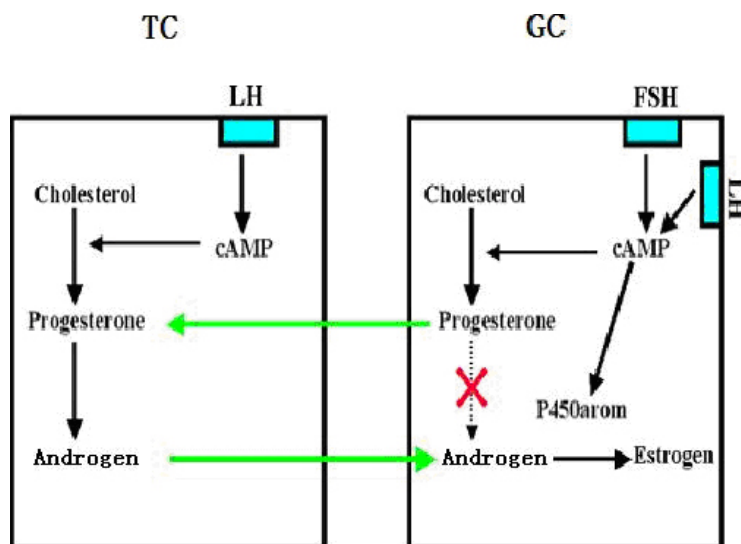 TC GC
LH FSH
LH
Cholesterol Cholesterol
cAMP cAMP
Progesterone Progesterone
P450arom
Androgen Androgen Estrogen